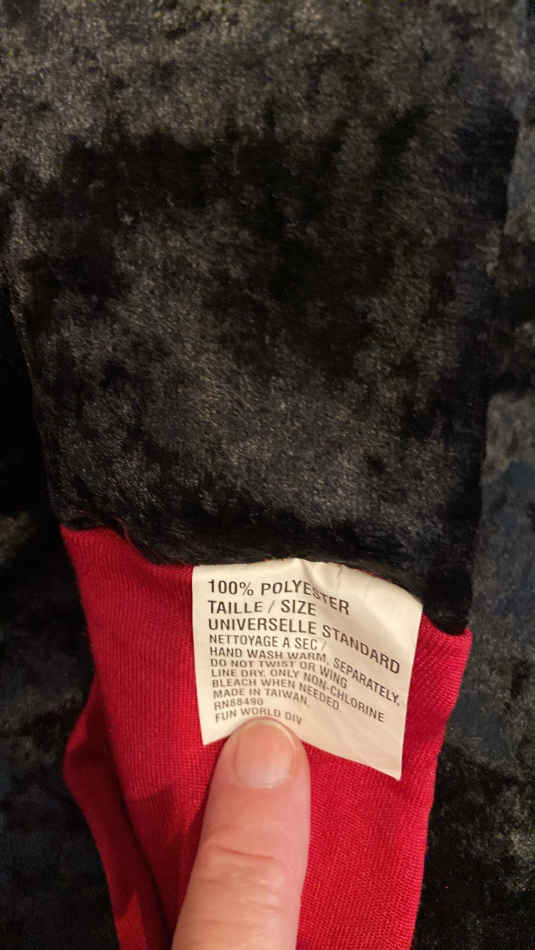 100% POLYESTER
TAILLE / SIZE
UNIVERSELLE STANDARD
NETTOYAGE A SEC /
HAND WASH WARM, SEPARATELY,
DO NOT TWIST OR WING
LINE DRY, ONLY NON-CHLORINE
BLEACH WHEN NEEDED.
MADE IN TAIWAN.
RN88490
FUN WORLD DIV